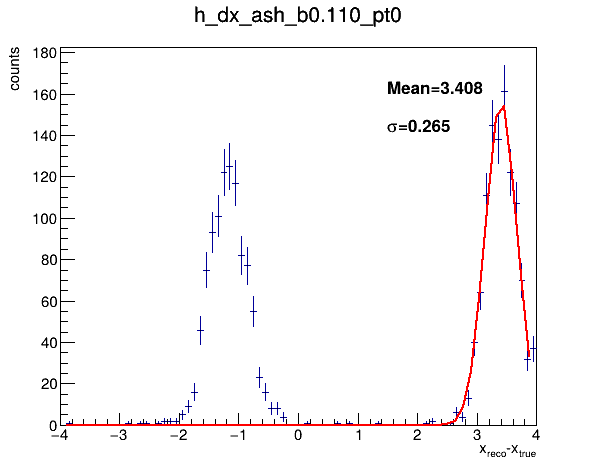 h_dx_ash_b0.110_pt0
counts
180
160
140
120
100
80
60
40
20
0
Mean=3.408
σ=0.265
−4 −3 −2 −1 0 1 2 3 4
x_reco-x_true